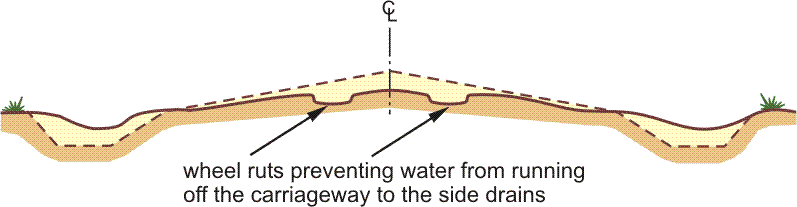 ℄
wheel ruts preventing water from running
off the carriageway to the side drains